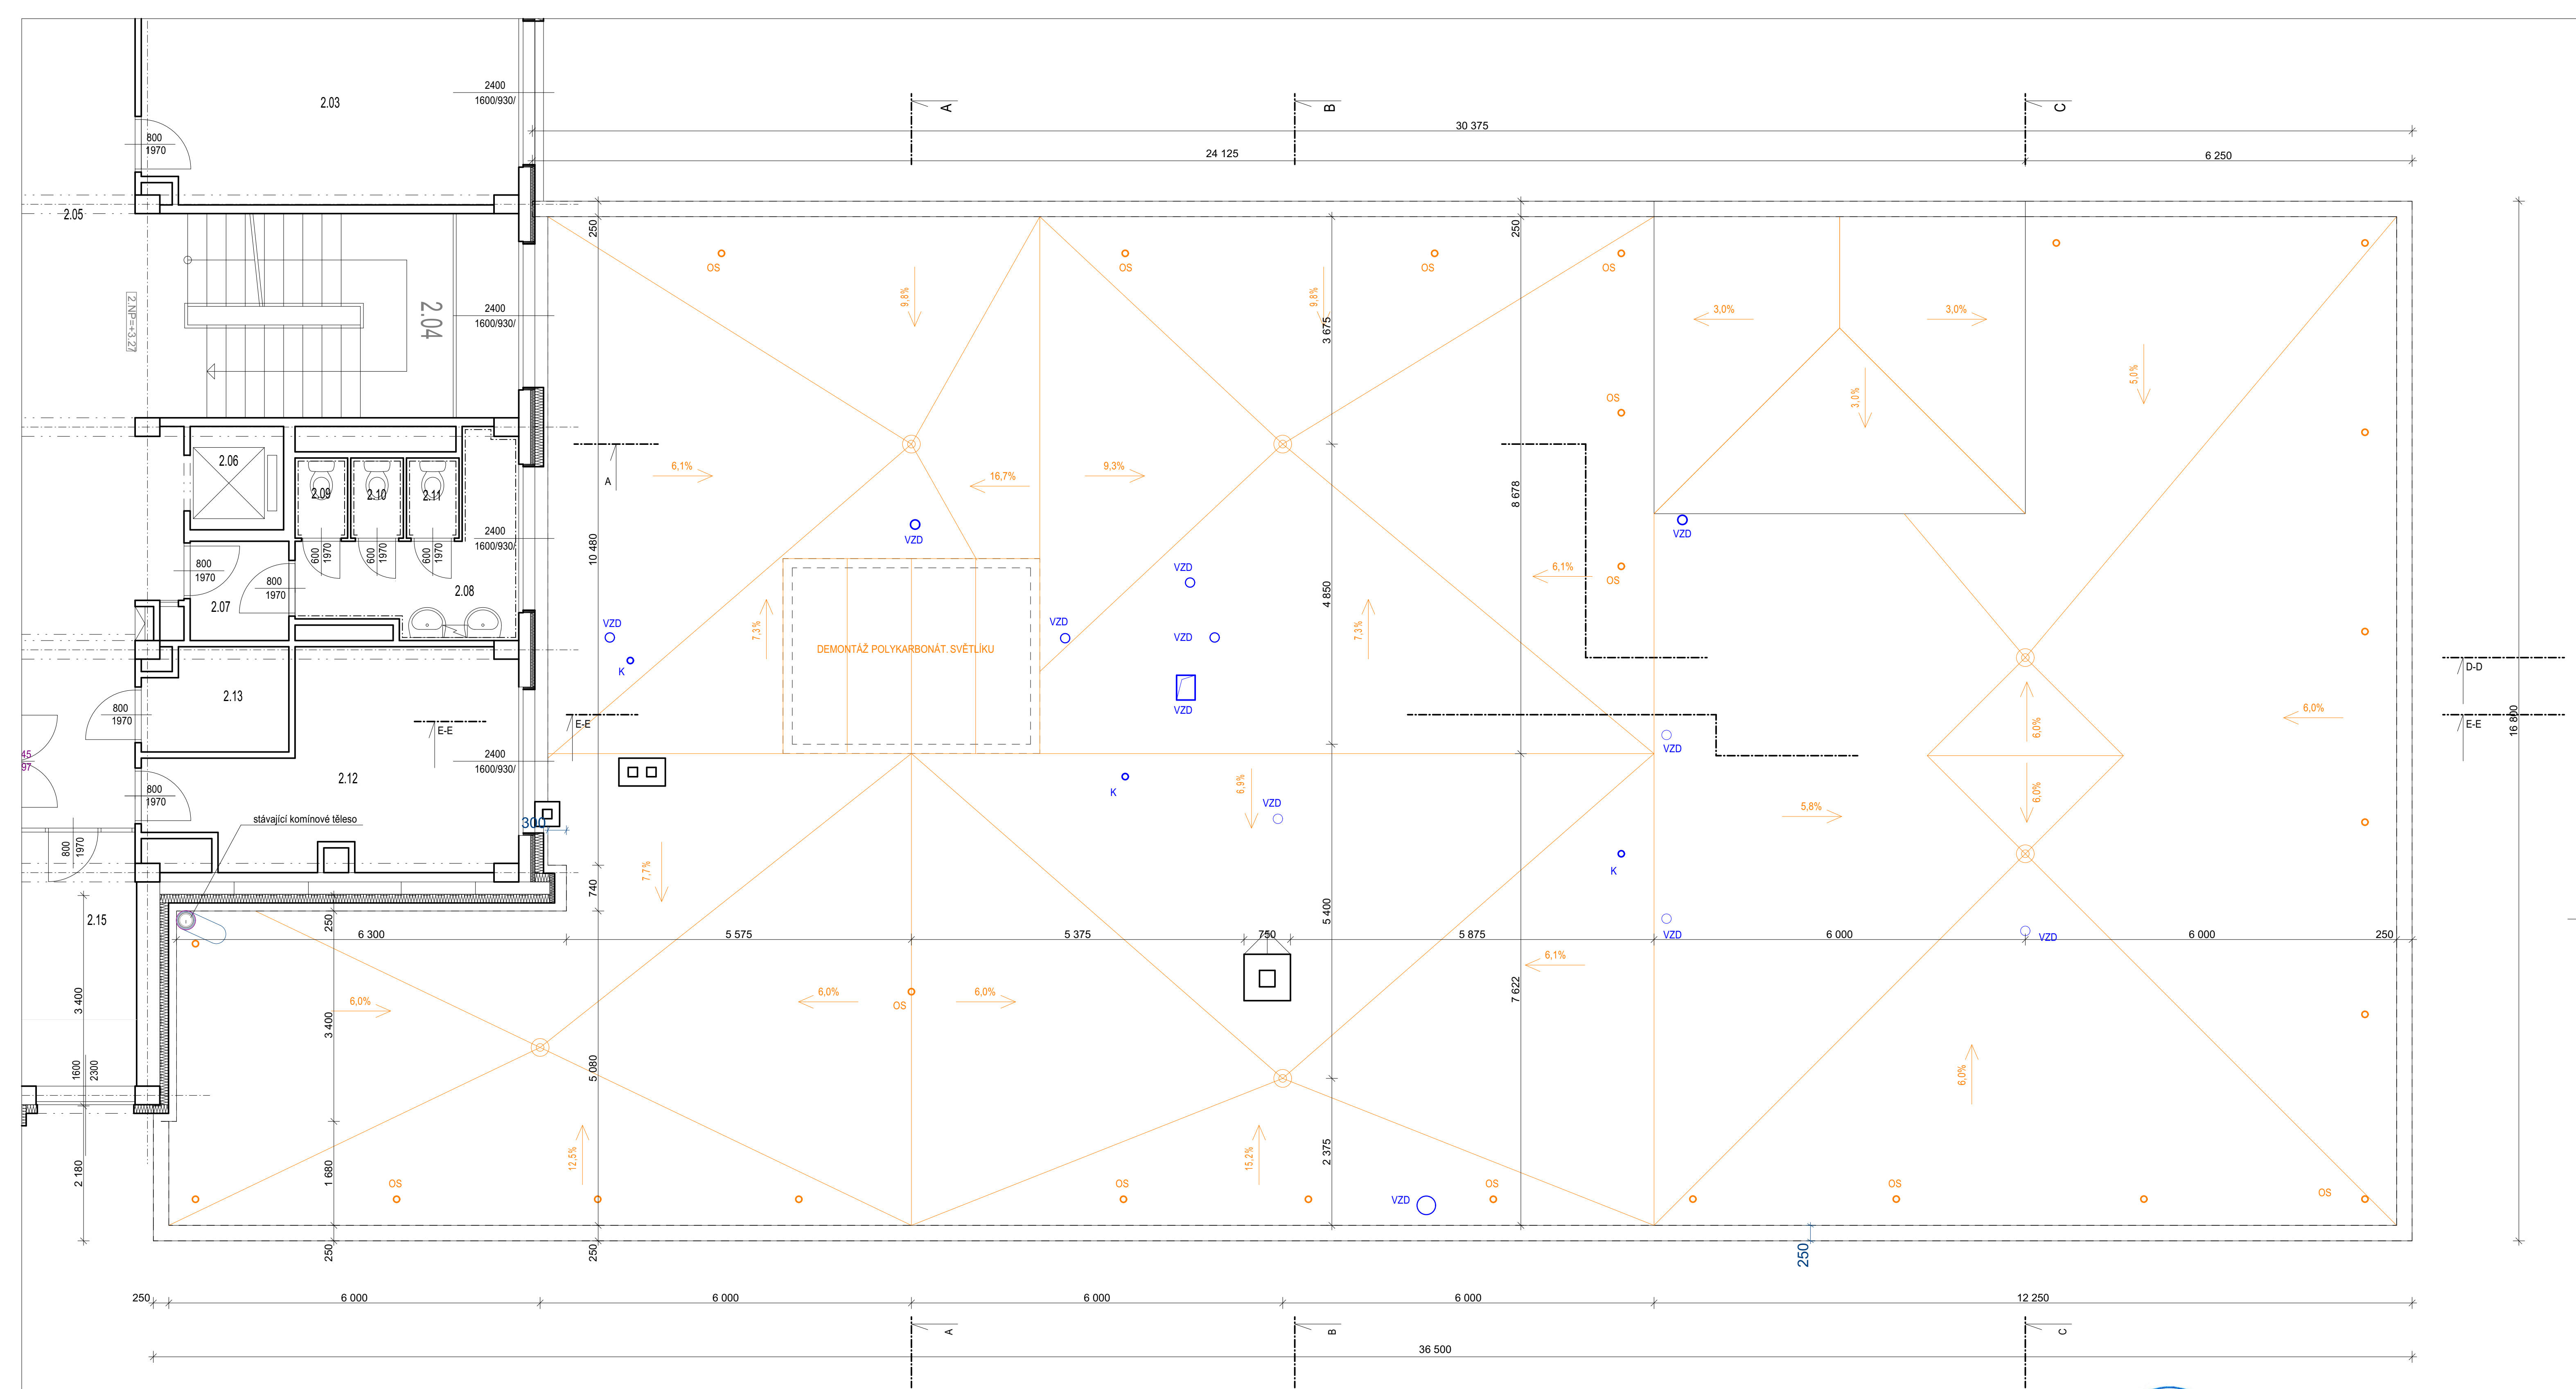 2.03
2400
1600/930/
A
B
C
30 375
24 125
6 250
800
1970
2.05
250
250
OS
OS
OS
OS
2.NP=+3.27
2.04
2400
1600/930/
9,8%
9,8%
3 675
3,0%
3,0%
5,0%
3,0%
OS
2.06
2.09
2.10
2.11
A
6,1%
16,7%
9,3%
8 678
2400
1600/930/
600
1970
600
1970
600
1970
10 480
VZD
VZD
800
1970
800
1970
2.08
2.07
VZD
6,1%
OS
4 850
VZD
7,3%
VZD
VZD
7,3%
DEMONTÁŽ POLYKARBONÁT. SVĚTLÍKU
K
D-D
2.13
800
1970
E-E
E-E
VZD
6,0%
6,0%
E-E
16 800
45
97
2400
1600/930/
VZD
2.12
800
1970
K
6,9%
VZD
6,0%
5,8%
stávající komínové těleso
300
800
1970
7,7%
K
740
2.15
250
5 400
6 300
5 575
5 375
750
5 875
VZD
6 000
VZD
6 000
250
6,1%
3 400
6,0%
6,0%
OS
6,0%
7 622
3 400
1600
2300
5 080
6,0%
2 180
1 680
12,5%
15,2%
2 375
OS
OS
VZD
OS
OS
OS
250
250
250
250
6 000
6 000
6 000
6 000
12 250
A
B
C
36 500